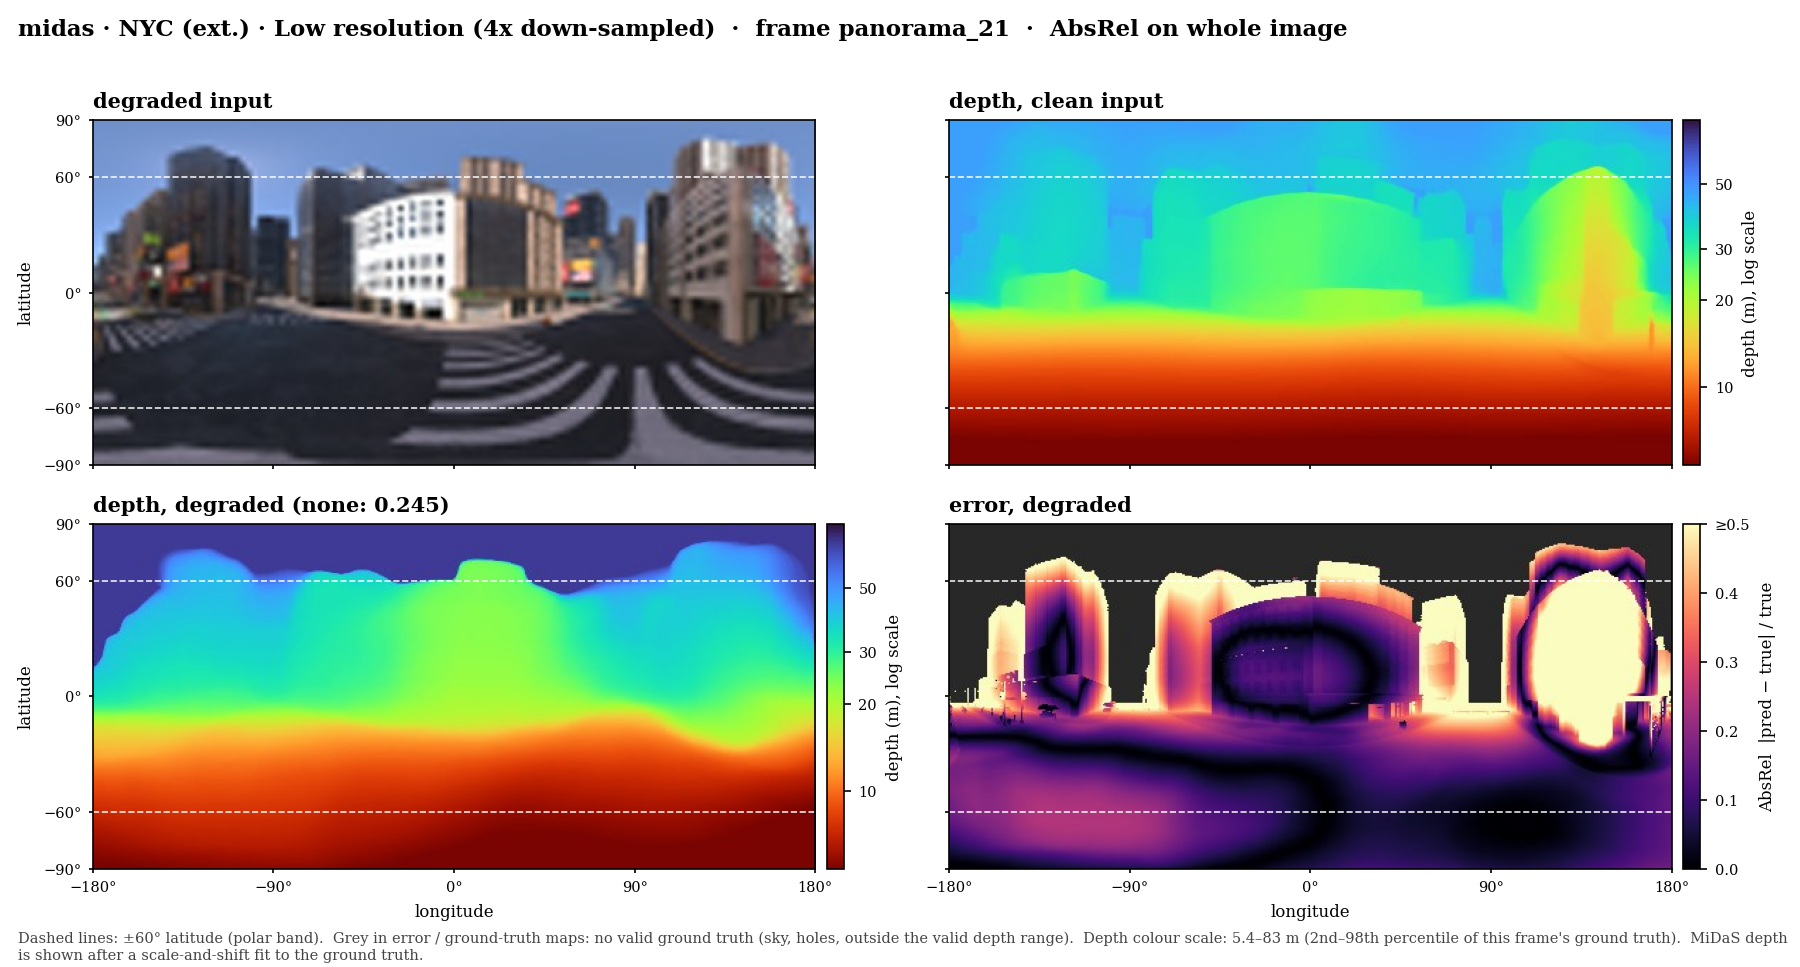 midas · NYC (ext.) · Low resolution (4x down-sampled)  ·  frame panorama_21  ·  AbsRel on whole image
degraded input
depth, clean input
90°
60°
0°
−60°
−90°
latitude
50
30
20
10
depth (m), log scale
depth, degraded (none: 0.245)
error, degraded
90°
60°
0°
−60°
−90°
latitude
−180°
−90°
0°
90°
180°
longitude
50
30
20
10
depth (m), log scale
−180°
−90°
0°
90°
180°
longitude
≥0.5
0.4
0.3
0.2
0.1
0.0
AbsRel  |pred − true| / true
Dashed lines: ±60° latitude (polar band).  Grey in error / ground-truth maps: no valid ground truth (sky, holes, outside the valid depth range).  Depth colour scale: 5.4–83 m (2nd–98th percentile of this frame's ground truth).  MiDaS depth
is shown after a scale-and-shift fit to the ground truth.